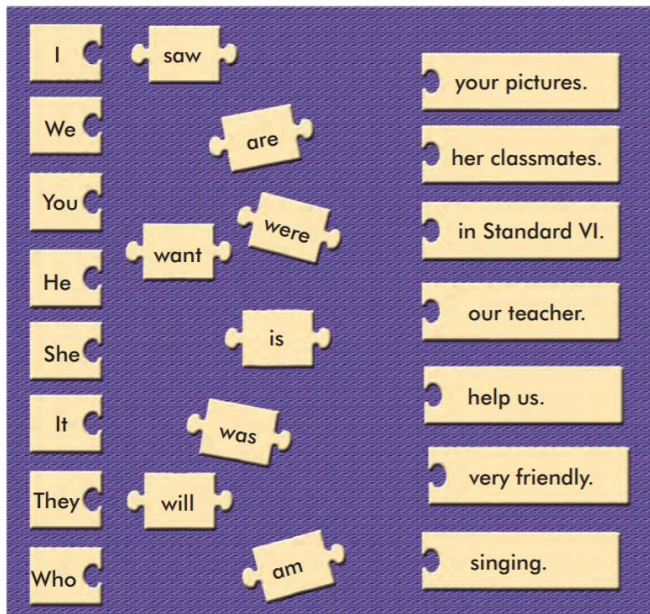 I
We
You
He
She
It
They
Who
saw
are
were
want
is
was
will
am
your pictures.
her classmates.
in Standard VI.
our teacher.
help us.
very friendly.
singing.